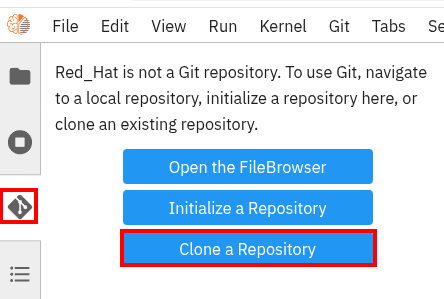 File Edit View Run Kernel Git Tabs Se
Red_Hat is not a Git repository. To use Git, navigate
to a local repository, initialize a repository here, or
clone an existing repository.
Open the FileBrowser
Initialize a Repository
Clone a Repository